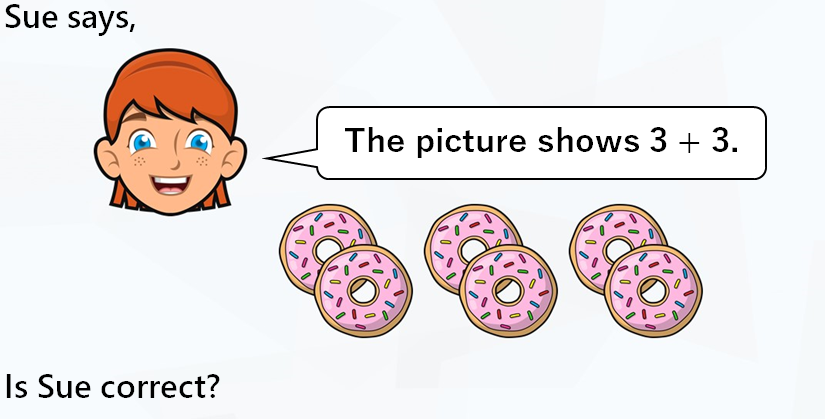 Sue says,
The picture shows 3 + 3.
Is Sue correct?